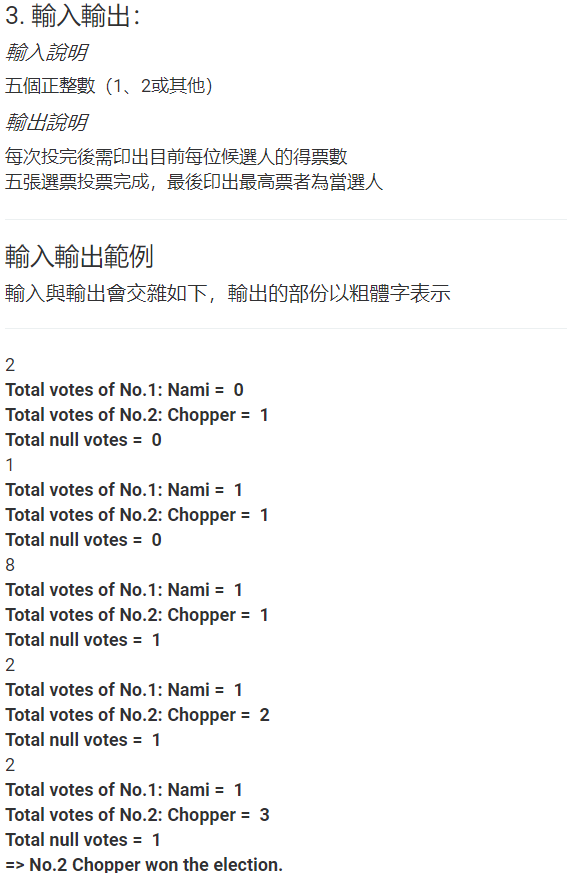 3. 輸入輸出：
輸入說明
五個正整數（1、2或其他）
輸出說明
每次投完後需印出目前每位候選人的得票數
五張選票投票完成，最後印出最高票者為當選人
輸入輸出範例
輸入與輸出會交雜如下，輸出的部份以粗體字表示
2
Total votes of No.1: Nami =  0
Total votes of No.2: Chopper =  1
Total null votes =  0
1
Total votes of No.1: Nami =  1
Total votes of No.2: Chopper =  1
Total null votes =  0
8
Total votes of No.1: Nami =  1
Total votes of No.2: Chopper =  1
Total null votes =  1
2
Total votes of No.1: Nami =  1
Total votes of No.2: Chopper =  2
Total null votes =  1
2
Total votes of No.1: Nami =  1
Total votes of No.2: Chopper =  3
Total null votes =  1
=> No.2 Chopper won the election.